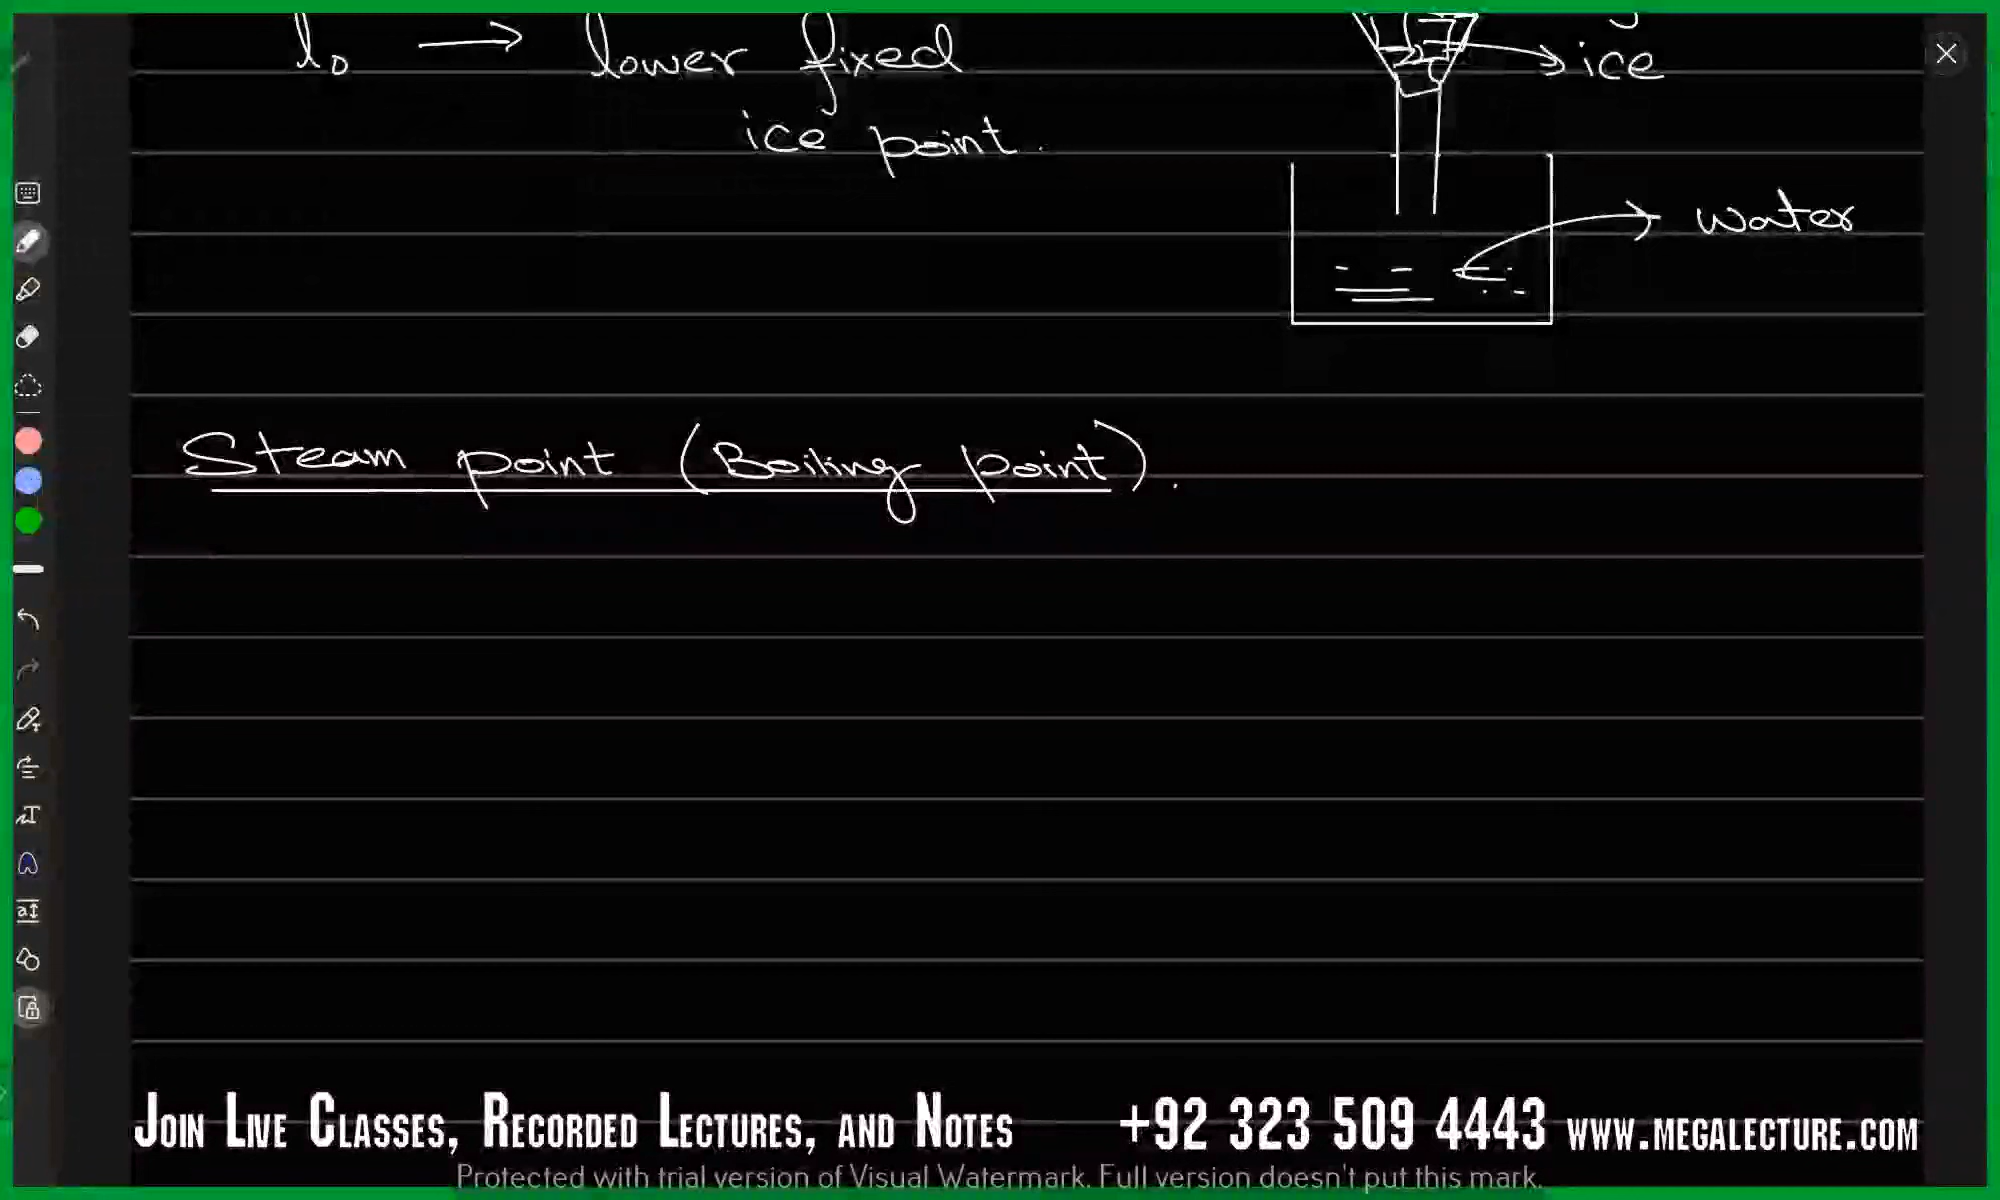 l₀ → lower fixed
ice point.
→ ice
→ water
Steam point (Boiling point).
JOIN LIVE CLASSES, RECORDED LECTURES, AND NOTES +92 323 509 4443 WWW.MEGALECTURE.COM
Protected with trial version of Visual Watermark. Full version doesn't put this mark.